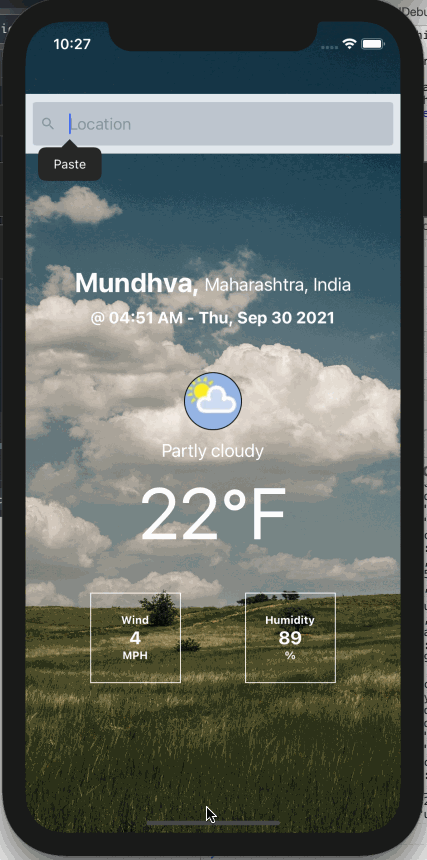 Debu
10:27
Location
Paste
Mundhva, Maharashtra, India
@ 04:51 AM - Thu, Sep 30 2021
Partly cloudy
22°F
Wind
4
MPH
Humidity
89
%